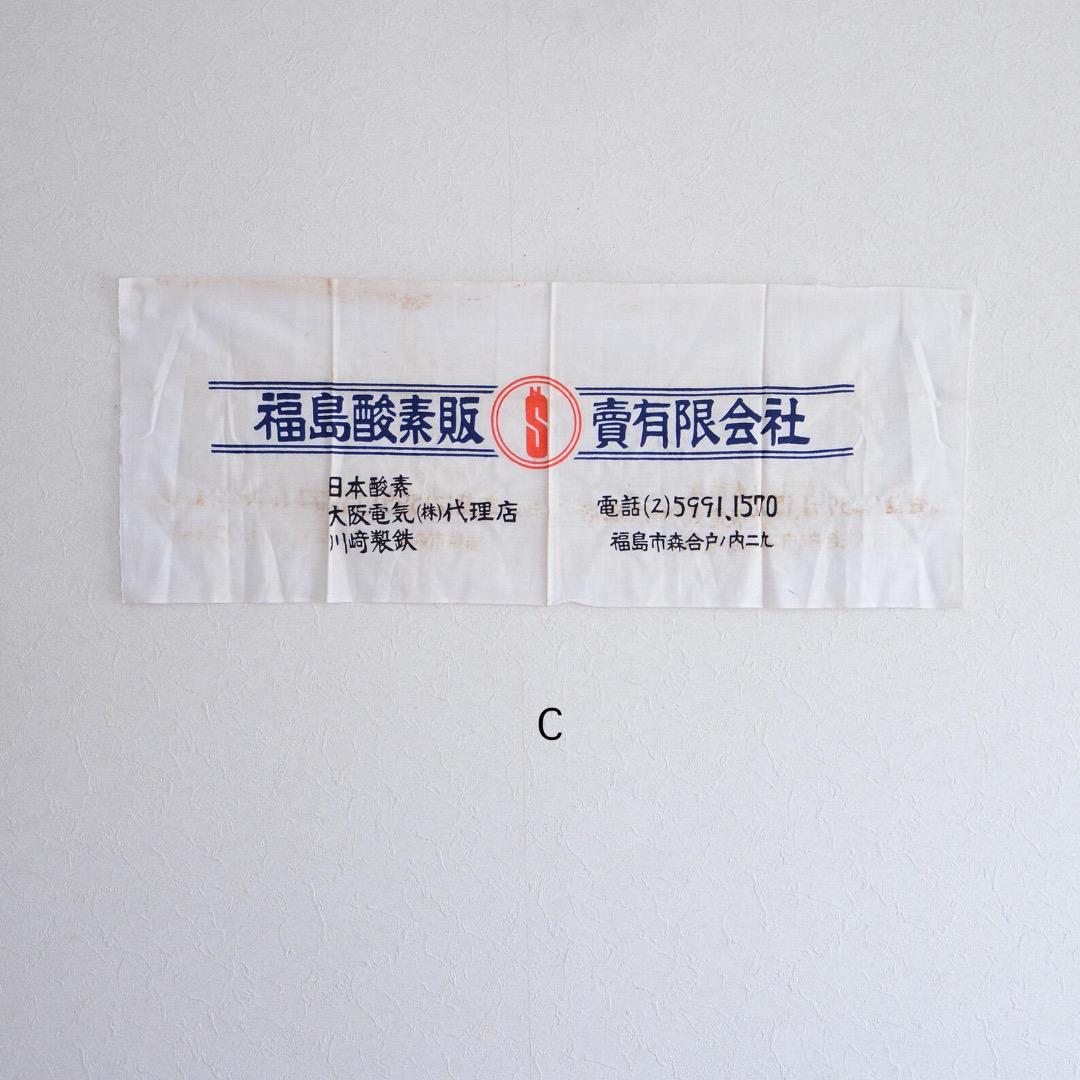 福島酸素販
NS
賣有限会社
日本酸素
大阪電気(株)代理店
川崎製鉄
電話(2)5991、1570
福島市森合戸ノ内二九
C